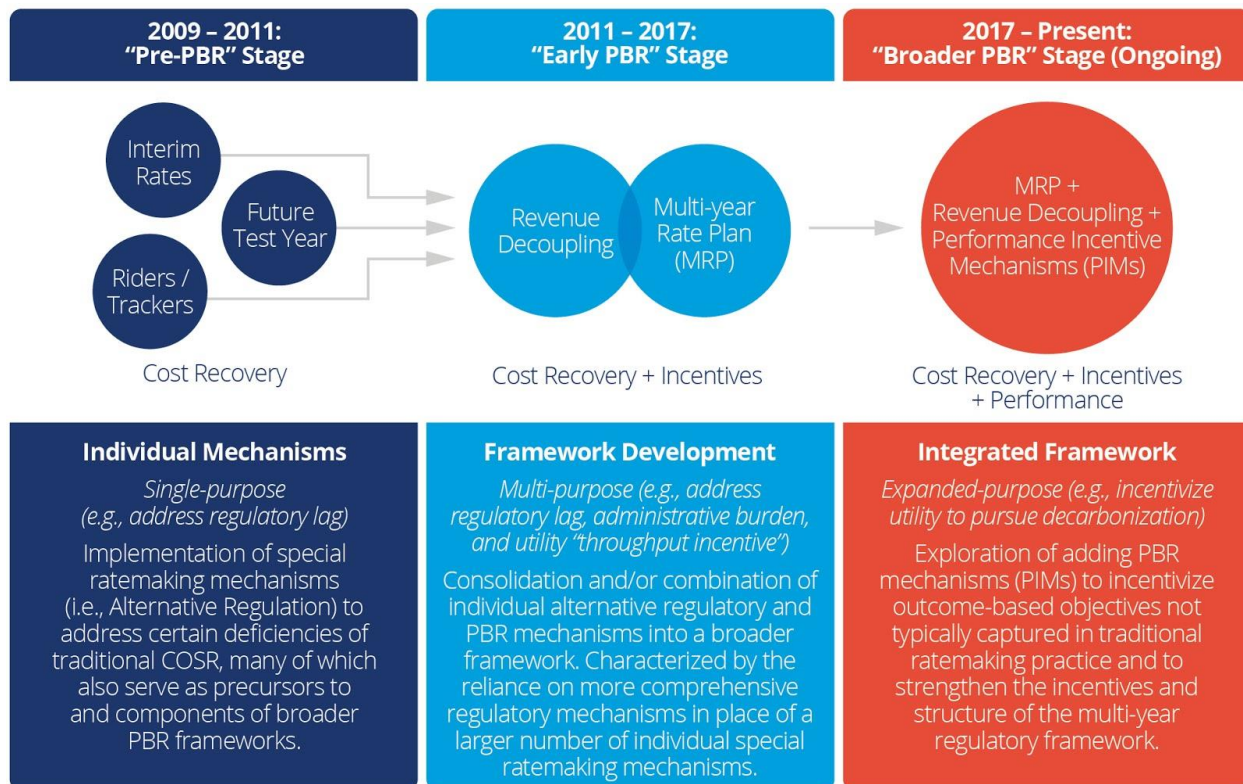 2009 – 2011:
“Pre-PBR” Stage
2011 – 2017:
“Early PBR” Stage
2017 – Present:
“Broader PBR” Stage (Ongoing)
Interim
Rates
Future
Test Year
Riders /
Trackers
Revenue
Decoupling
Multi-year
Rate Plan
(MRP)
MRP +
Revenue Decoupling +
Performance Incentive
Mechanisms (PIMs)
Cost Recovery
Cost Recovery + Incentives
Cost Recovery + Incentives
+ Performance
Individual Mechanisms
Single-purpose
(e.g., address regulatory lag)
Implementation of special
ratemaking mechanisms
(i.e., Alternative Regulation) to
address certain deficiencies of
traditional COSR, many of which
also serve as precursors to
and components of broader
PBR frameworks.
Framework Development
Multi-purpose (e.g., address
regulatory lag, administrative burden,
and utility “throughput incentive”)
Consolidation and/or combination of
individual alternative regulatory and
PBR mechanisms into a broader
framework. Characterized by the
reliance on more comprehensive
regulatory mechanisms in place of a
larger number of individual special
ratemaking mechanisms.
Integrated Framework
Expanded-purpose (e.g., incentivize
utility to pursue decarbonization)
Exploration of adding PBR
mechanisms (PIMs) to incentivize
outcome-based objectives not
typically captured in traditional
ratemaking practice and to
strengthen the incentives and
structure of the multi-year
regulatory framework.